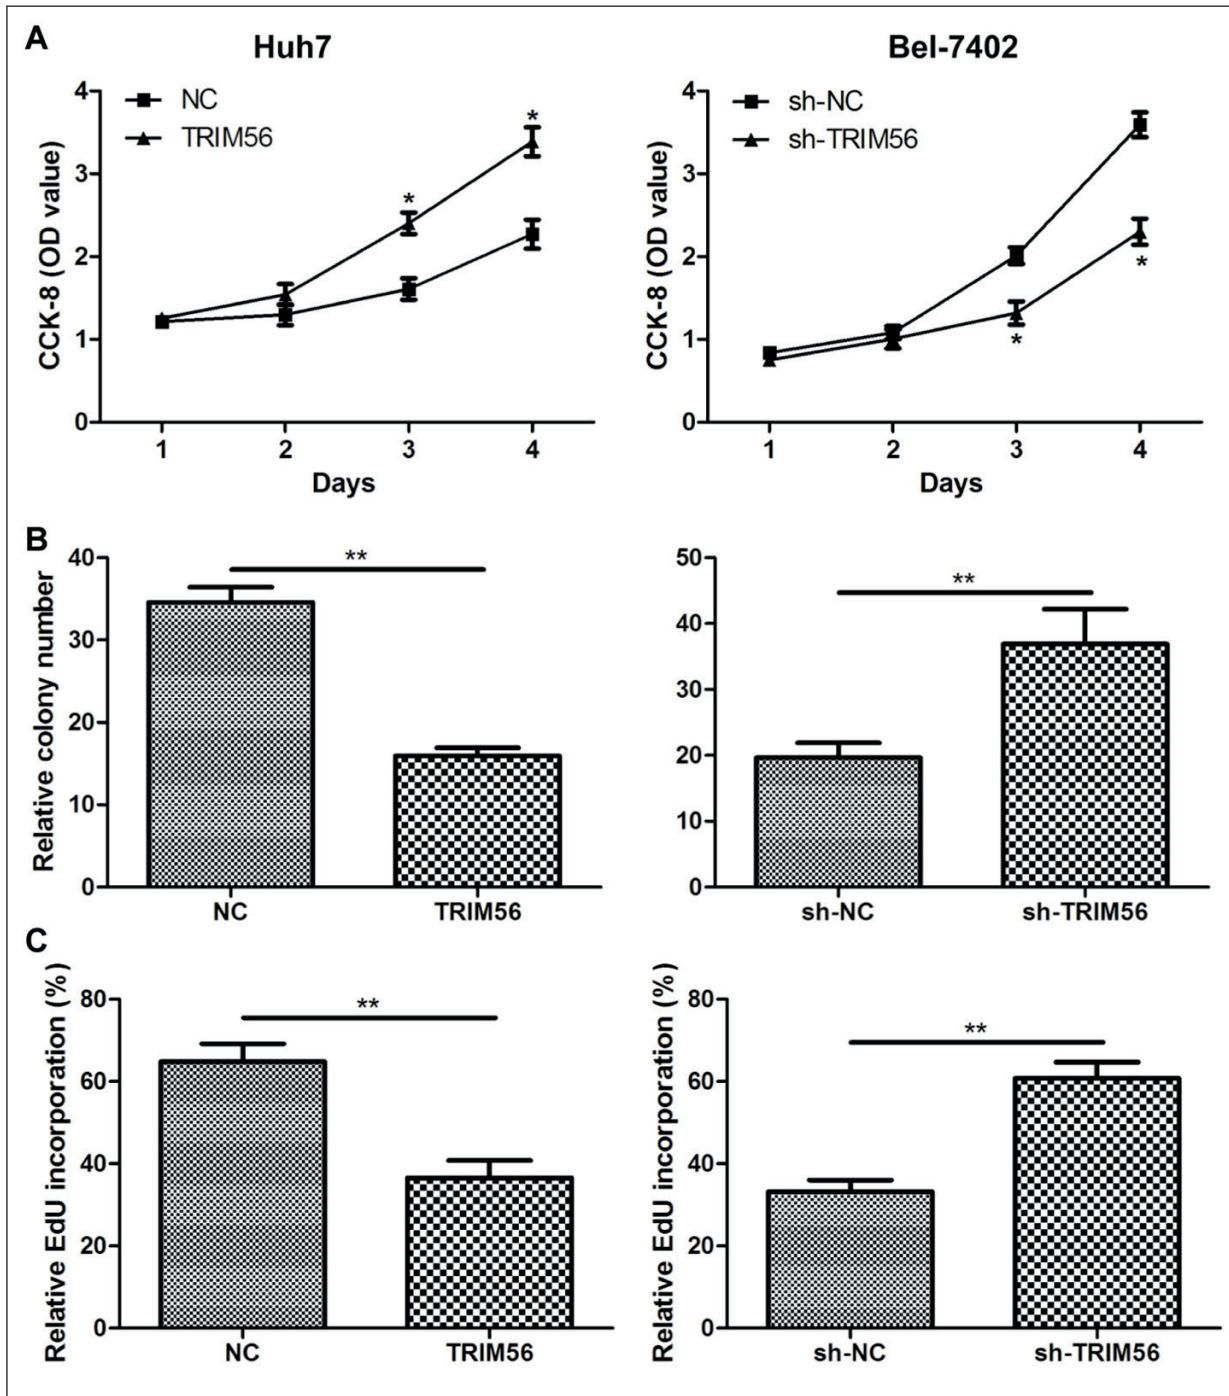 A
Huh7
Bel-7402
NC
TRIM56
CCK-8 (OD value)
4
3
2
1
0
*
*
1 2 3 4
Days
sh-NC
sh-TRIM56
CCK-8 (OD value)
4
3
2
1
0
*
*
1 2 3 4
Days
B
Relative colony number
40
30
20
10
0
**
NC TRIM56
50
40
30
20
10
0
**
sh-NC sh-TRIM56
C
Relative EdU incorporation (%)
80
60
40
20
0
**
NC TRIM56
Relative EdU incorporation (%)
80
60
40
20
0
**
sh-NC sh-TRIM56